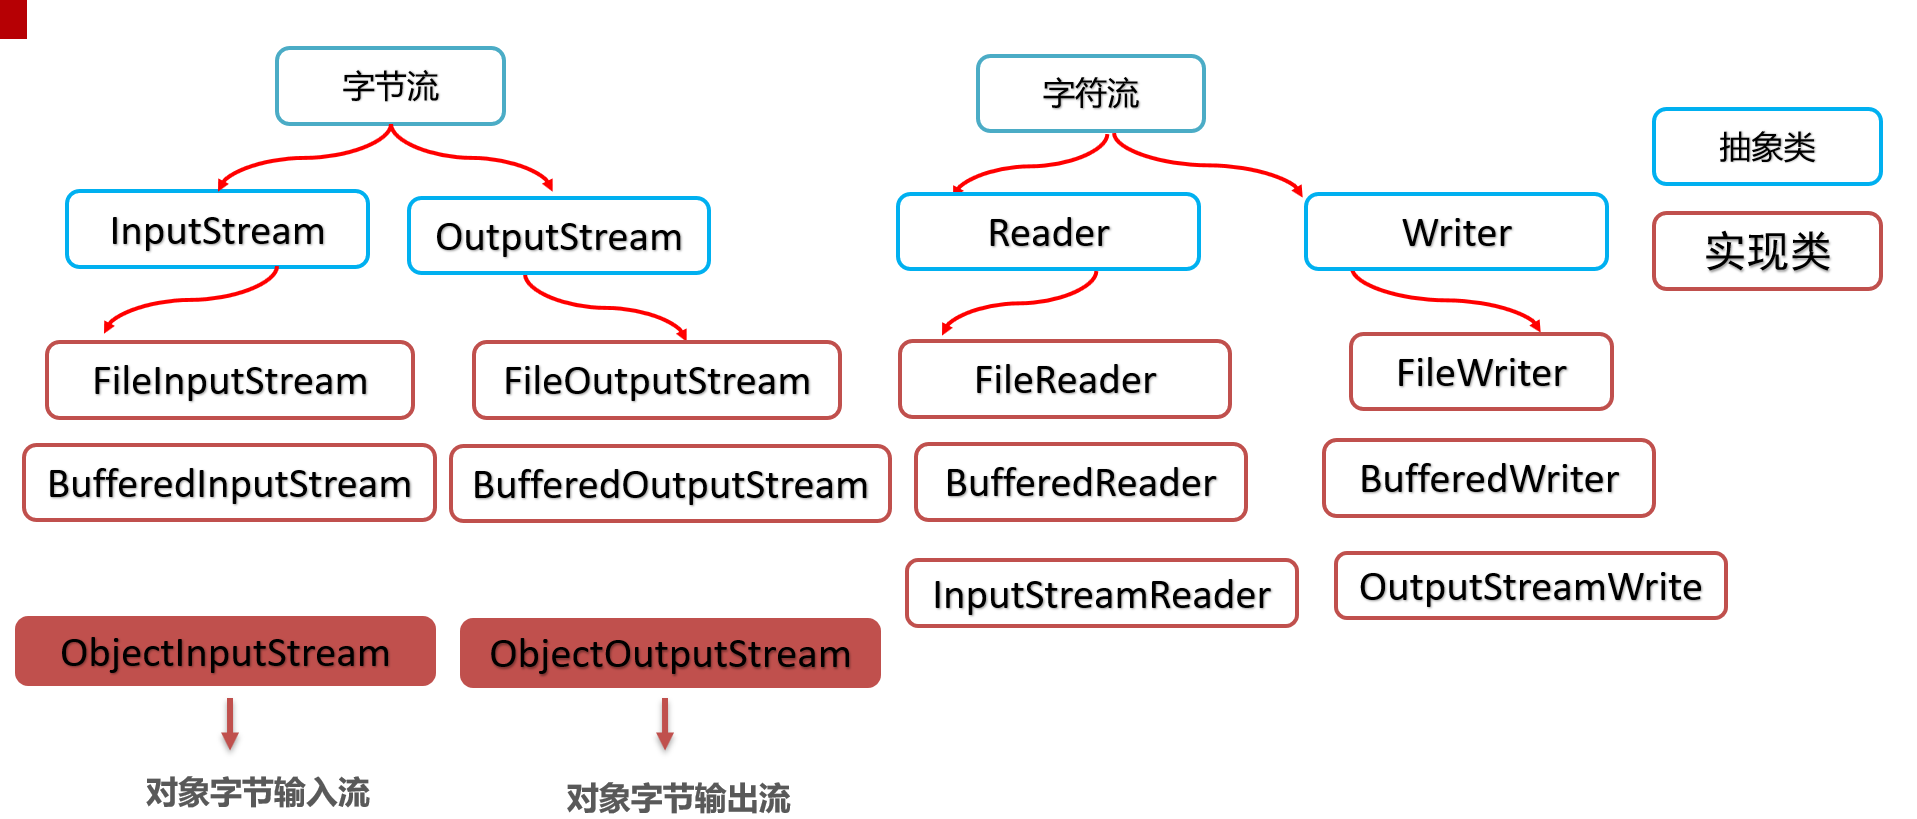 字节流
字符流
抽象类
InputStream
OutputStream
Reader
Writer
实现类
FileInputStream
FileOutputStream
FileReader
FileWriter
BufferedInputStream
BufferedOutputStream
BufferedReader
BufferedWriter
InputStreamReader
OutputStreamWrite
ObjectInputStream
ObjectOutputStream
对象字节输入流
对象字节输出流